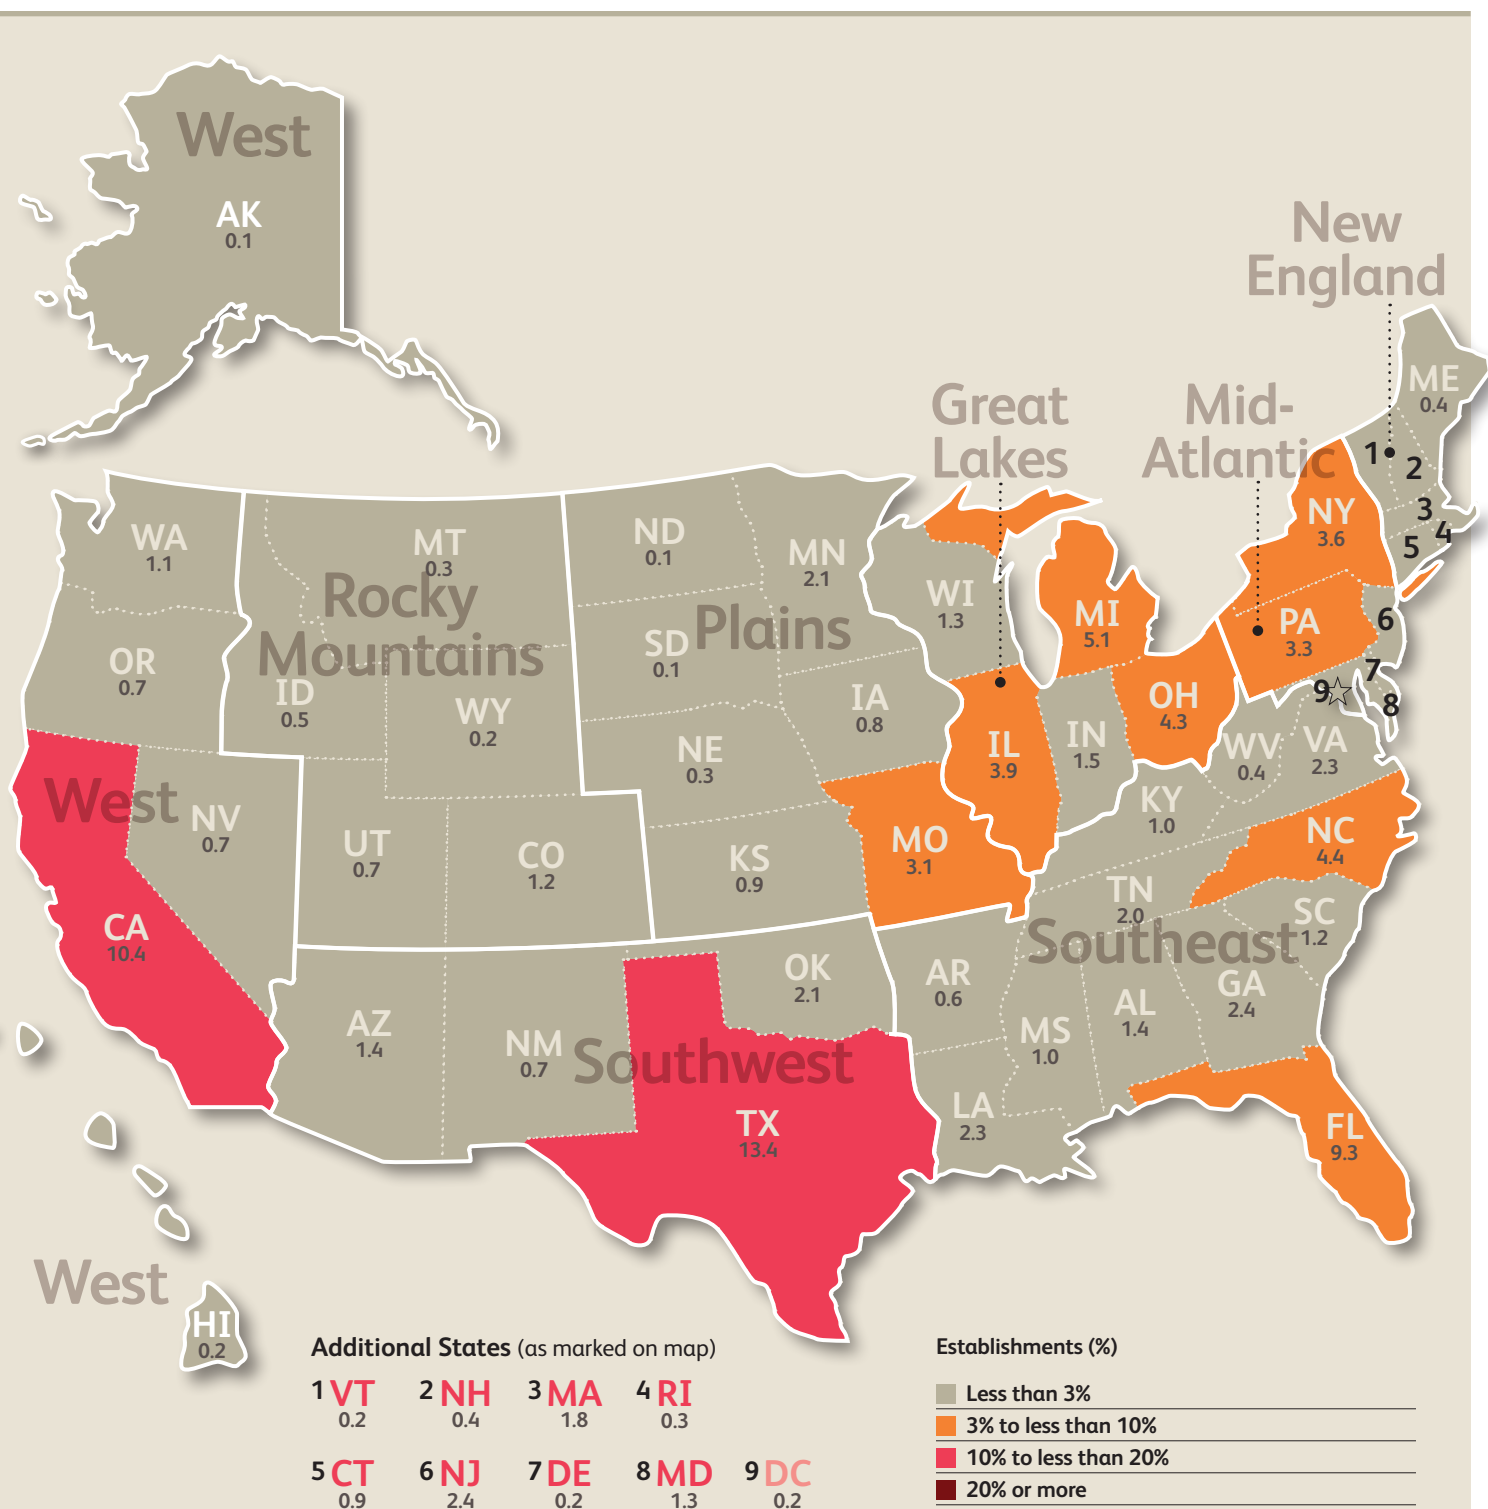 West
AK
0.1
New
England
ME
0.4
Great
Lakes
Mid-
Atlantic
1
2
3
4
5
NY
3.6
WA
1.1
MT
0.3
Rocky
Mountains
ND
0.1
MN
2.1
WI
1.3
MI
5.1
PA
3.3
6
7
8
9
OR
0.7
ID
0.5
WY
0.2
SD
0.1
Plains
IA
0.8
NE
0.3
IL
3.9
IN
1.5
OH
4.3
WV
0.4
VA
2.3
West
NV
0.7
UT
0.7
CO
1.2
KS
0.9
MO
3.1
KY
1.0
NC
4.4
CA
10.4
TN
2.0
SC
1.2
Southeast
AZ
1.4
NM
0.7
OK
2.1
AR
0.6
MS
1.0
AL
1.4
GA
2.4
Southwest
TX
13.4
LA
2.3
FL
9.3
West
HI
0.2
Additional States (as marked on map)
1 VT 2 NH 3 MA 4 RI
0.2 0.4 1.8 0.3
5 CT 6 NJ 7 DE 8 MD 9 DC
0.9 2.4 0.2 1.3 0.2
Establishments (%)
Less than 3%
3% to less than 10%
10% to less than 20%
20% or more